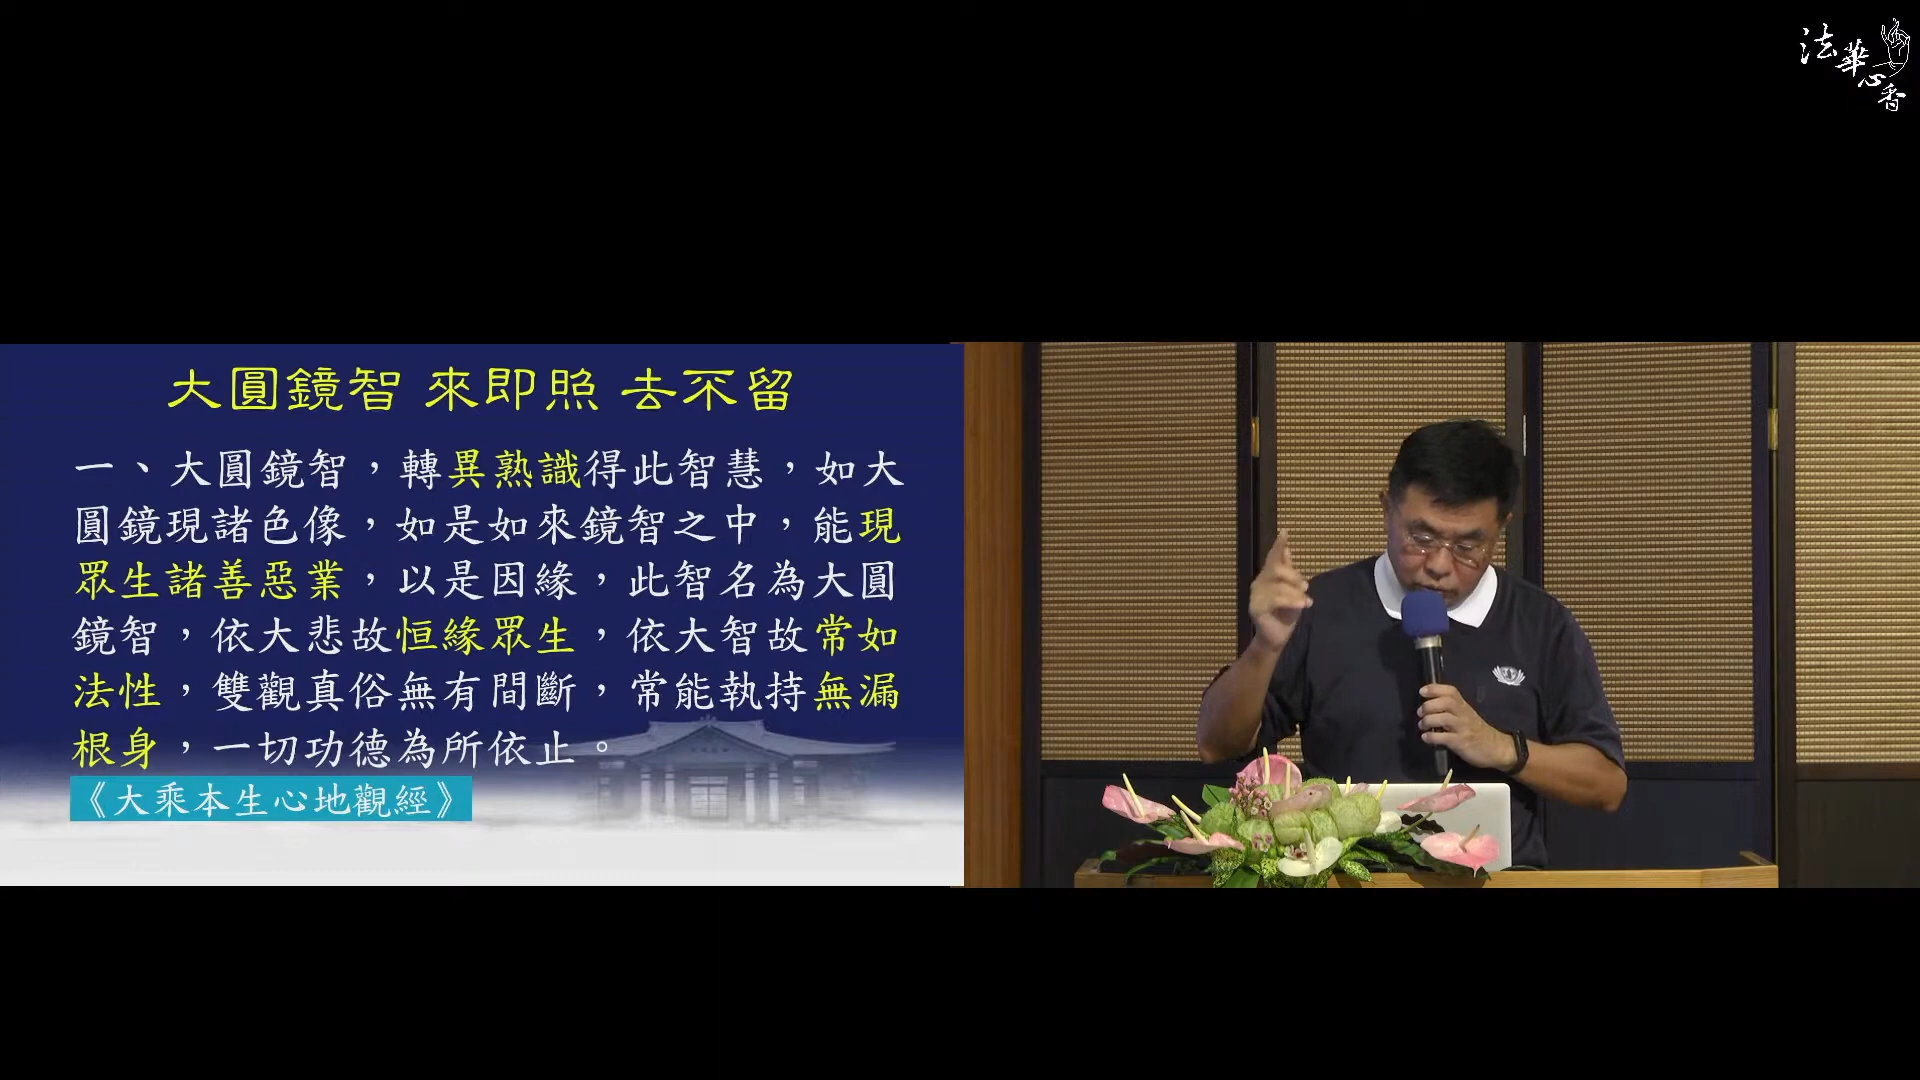 法華心香
大圓鏡智 來即照 去不留
一、大圓鏡智，轉異熟識得此智慧，如大
圓鏡現諸色像，如是如來鏡智之中，能現
眾生諸善惡業，以是因緣，此智名為大圓
鏡智，依大悲故恒緣眾生，依大智故常如
法性，雙觀真俗無有間斷，常能執持無漏
根身，一切功德為所依止。
《大乘本生心地觀經》